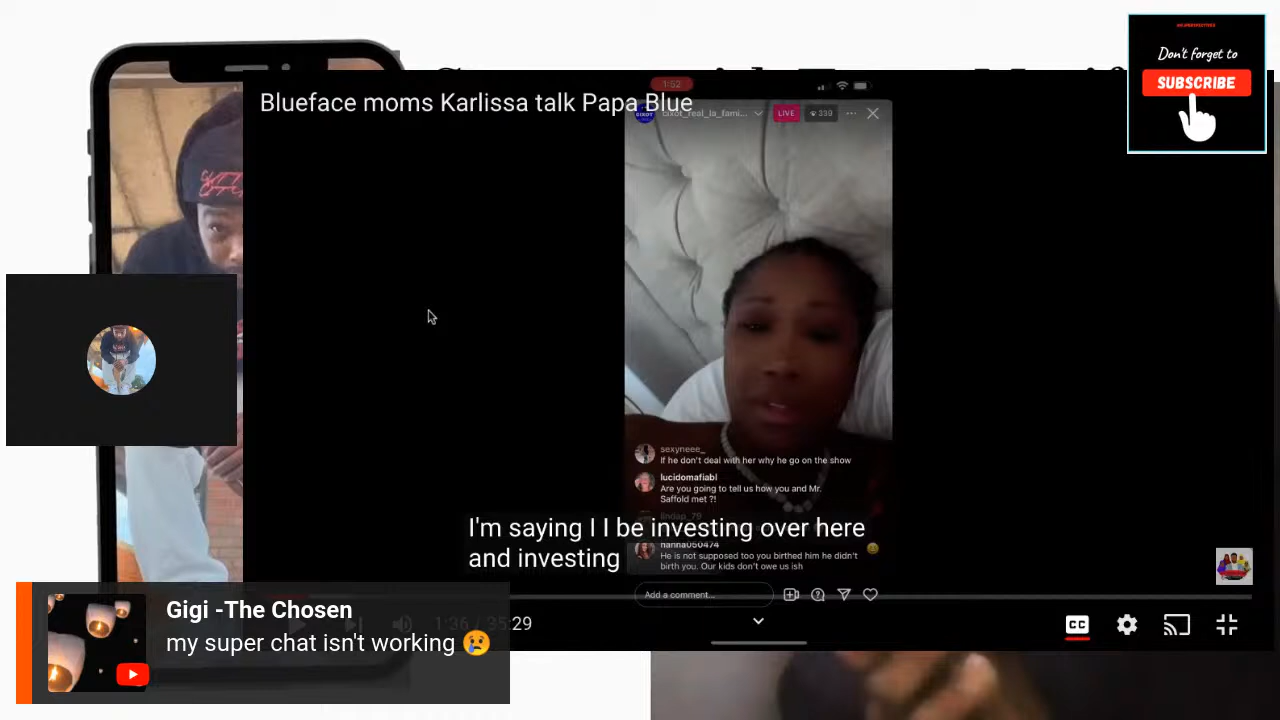 Don't forget to
SUBSCRIBE
Blueface moms Karlissa talk Papa Blue
1:52
cixot_real_la_fami...
LIVE
339
sexyneee_
If he don't deal with her why he go on the show
lucidomafiabl
Are you going to tell us how you and Mr.
Saffold met ?!
I'm saying I I be investing over here
and investing
nanna050474
He is not supposed too you birthed him he didn't
birth you. Our kids don't owe us ish
Add a comment...
Gigi -The Chosen
my super chat isn't working 😢
1:36 / 35:29
CC